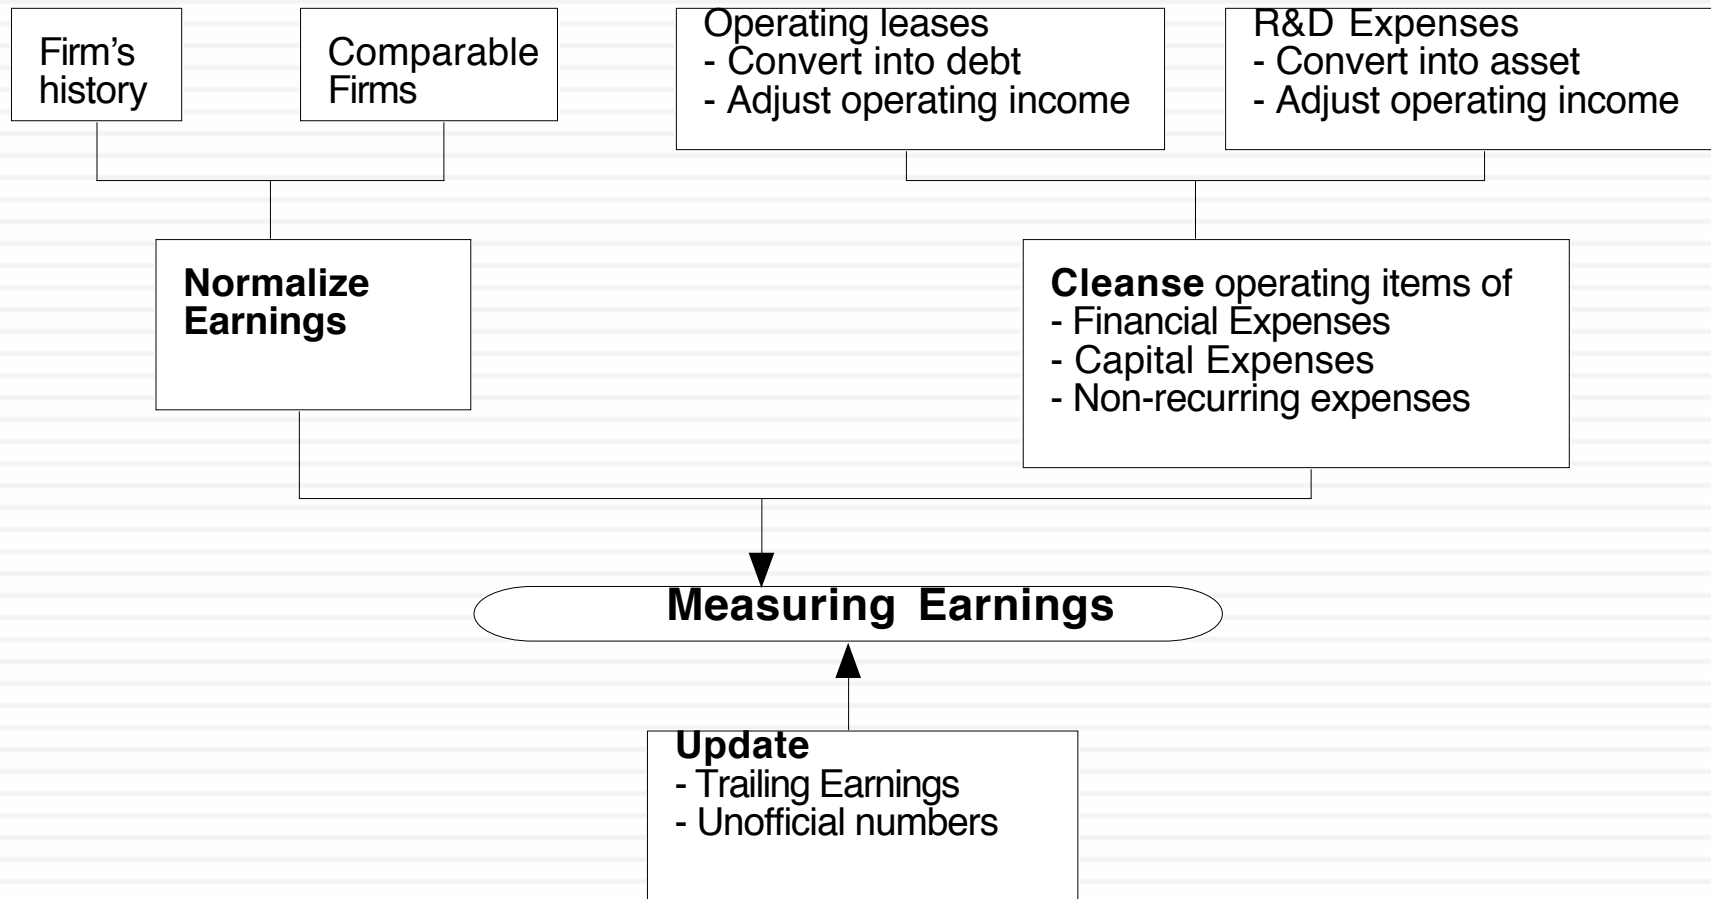 Firm’s
history
Comparable
Firms
Operating leases
- Convert into debt
- Adjust operating income
R&D Expenses
- Convert into asset
- Adjust operating income
Normalize
Earnings
Cleanse operating items of
- Financial Expenses
- Capital Expenses
- Non-recurring expenses
Measuring Earnings
Update
- Trailing Earnings
- Unofficial numbers